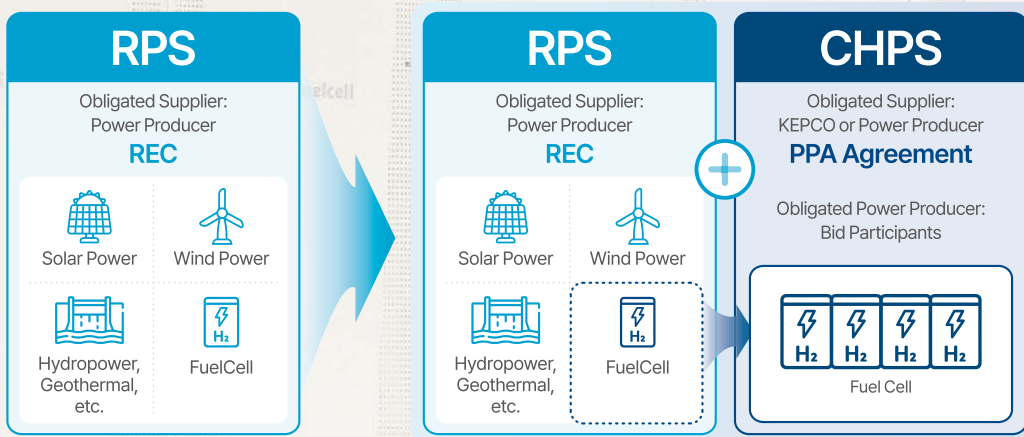 RPS
Obligated Supplier:
Power Producer
REC
Solar Power
Wind Power
Hydropower,
Geothermal,
etc.
H₂
FuelCell
uelcell
RPS
Obligated Supplier:
Power Producer
REC
Solar Power
Wind Power
Hydropower,
Geothermal,
etc.
H₂
FuelCell
+
CHPS
Obligated Supplier:
KEPCO or Power Producer
PPA Agreement
Obligated Power Producer:
Bid Participants
H₂ H₂ H₂ H₂
Fuel Cell